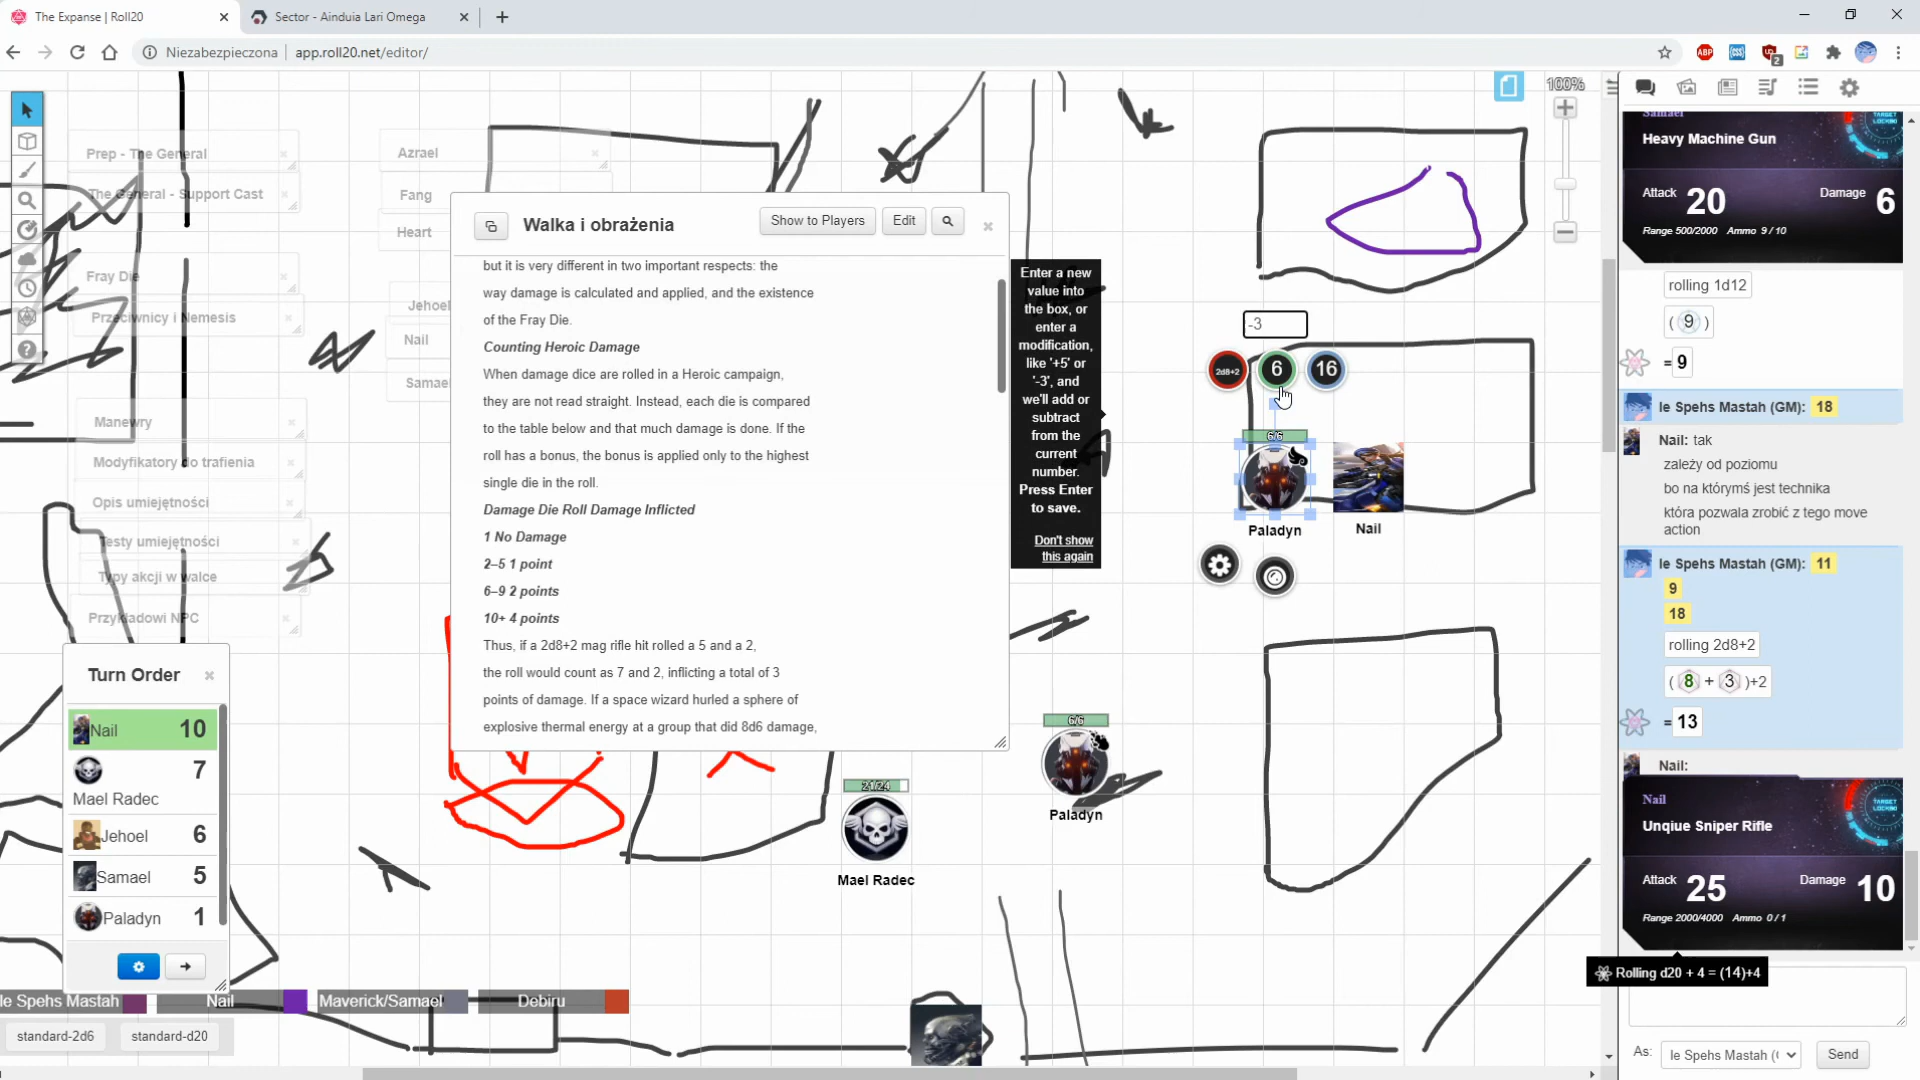 The Expanse | Roll20
Sector - Ainduia Lari Omega
Niezabezpieczona
app.roll20.net/editor/
2
100%
Prep - The General
The General - Support Cast
Fray Die
Przeciwnicy i Nemesis
Manewry
Modyfikatory do trafienia
Opis umiejętności
Testy umiejętności
Typy akcji w walce
Przykładowi NPC
Azrael
Fang
Heart
Jehoel
Nail
Samael
Walka i obrażenia
Show to Players
Edit
but it is very different in two important respects: the
way damage is calculated and applied, and the existence
of the Fray Die.
Counting Heroic Damage
When damage dice are rolled in a Heroic campaign,
they are not read straight. Instead, each die is compared
to the table below and that much damage is done. If the
roll has a bonus, the bonus is applied only to the highest
single die in the roll.
Damage Die Roll Damage Inflicted
1 No Damage
2–5 1 point
6–9 2 points
10+ 4 points
Thus, if a 2d8+2 mag rifle hit rolled a 5 and a 2,
the roll would count as 7 and 2, inflicting a total of 3
points of damage. If a space wizard hurled a sphere of
explosive thermal energy at a group that did 8d6 damage,
Enter a new
value into
the box, or
enter a
modification,
like '+5' or
'-3', and
we'll add or
subtract
from the
current
number.
Press Enter
to save.
Don't show
this again
-3
2d8+2
6
16
6/6
Paladyn
Nail
6/6
Paladyn
21/24
Mael Radec
Turn Order
Nail 10
7
Mael Radec
Jehoel 6
Samael 5
Paladyn 1
le Spehs Mastah
Nail
Maverick/Samael
Debiru
standard-2d6
standard-d20
Samael
Heavy Machine Gun
Attack 20 Damage 6
Range 500/2000 Ammo 9 / 10
rolling 1d12
( 9 )
= 9
le Spehs Mastah (GM): 18
Nail: tak
zależy od poziomu
bo na którymś jest technika
która pozwala zrobić z tego move
action
le Spehs Mastah (GM): 11
9
18
rolling 2d8+2
( 8 + 3 )+2
= 13
Nail:
Nail
Unqiue Sniper Rifle
Attack 25 Damage 10
Range 2000/4000 Ammo 0 / 1
Rolling d20 + 4 = (14)+4
As:
le Spehs Mastah (
Send
TARGET
LOCKED